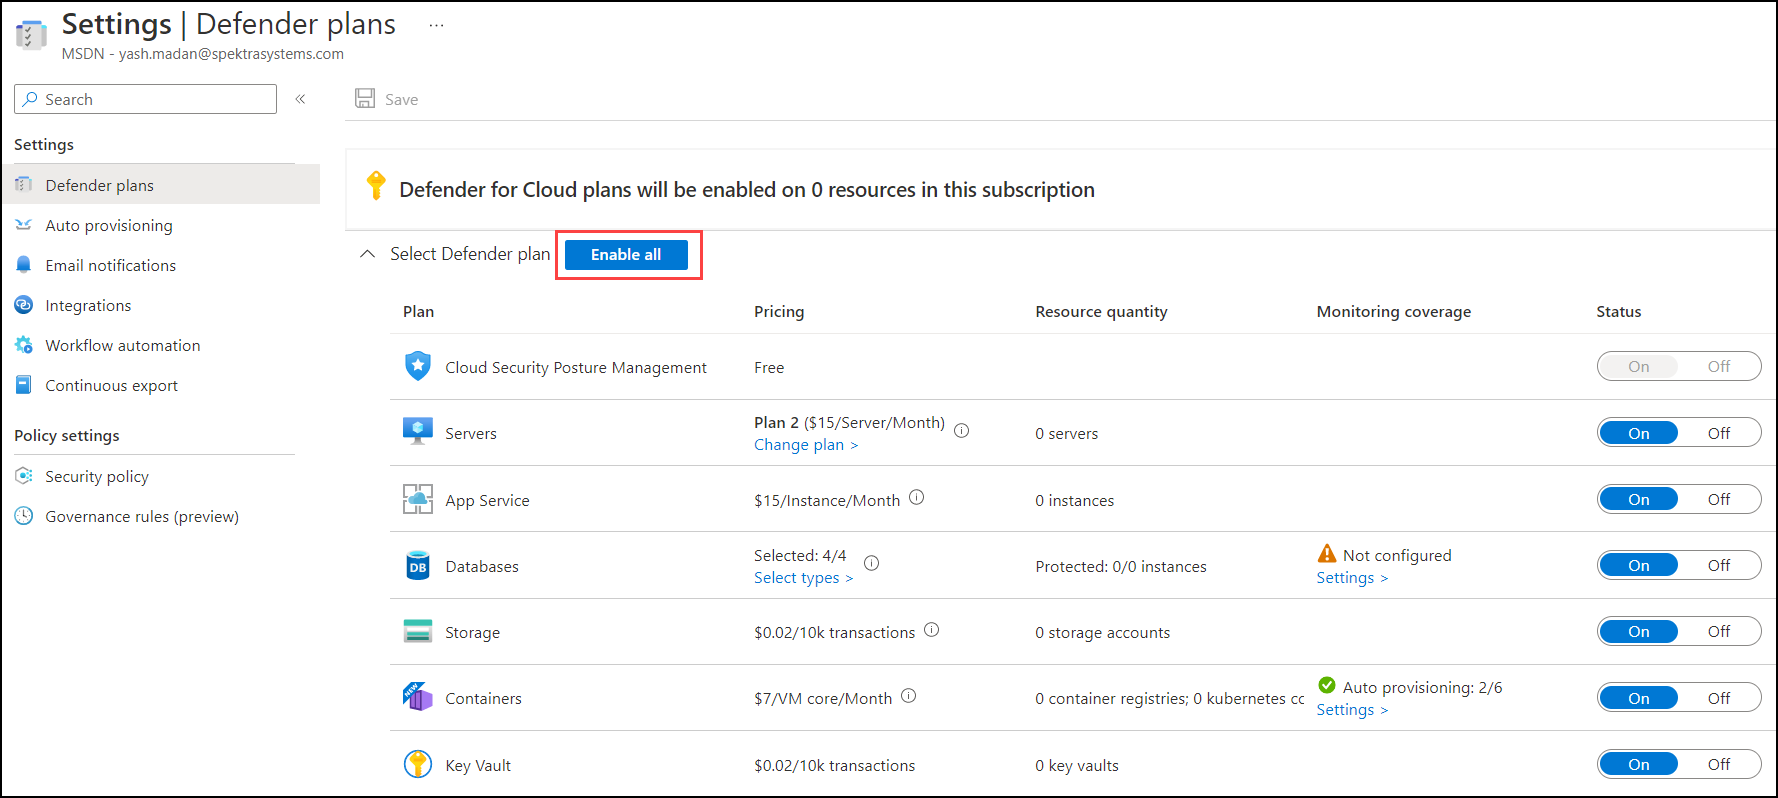 Settings | Defender plans ...
MSDN - yash.madan@spektrasystems.com
Search
«
Save
Settings
Defender plans
Auto provisioning
Email notifications
Integrations
Workflow automation
Continuous export
Policy settings
Security policy
Governance rules (preview)
Defender for Cloud plans will be enabled on 0 resources in this subscription
Select Defender plan Enable all
Plan Pricing Resource quantity Monitoring coverage Status
Cloud Security Posture Management Free On Off
Servers Plan 2 ($15/Server/Month) 0 servers On Off
Change plan >
App Service $15/Instance/Month 0 instances On Off
DB Databases Selected: 4/4 Protected: 0/0 instances Not configured On Off
Select types > Settings >
Storage $0.02/10k transactions 0 storage accounts On Off
NEW Containers $7/VM core/Month 0 container registries; 0 kubernetes cc Auto provisioning: 2/6 On Off
Settings >
Key Vault $0.02/10k transactions 0 key vaults On Off